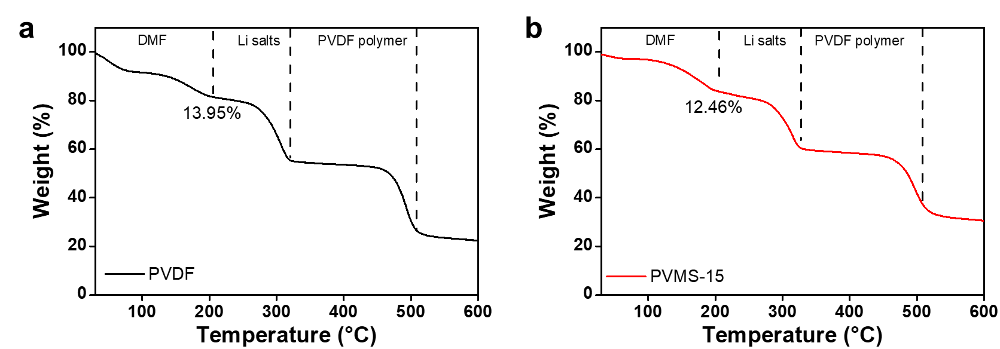 a
DMF
Li salts
PVDF polymer
100
80
60
40
20
0
13.95%
PVDF
100
200
300
400
500
600
Temperature (°C)
Weight (%)
b
DMF
Li salts
PVDF polymer
100
80
60
40
20
0
12.46%
PVMS-15
100
200
300
400
500
600
Temperature (°C)
Weight (%)